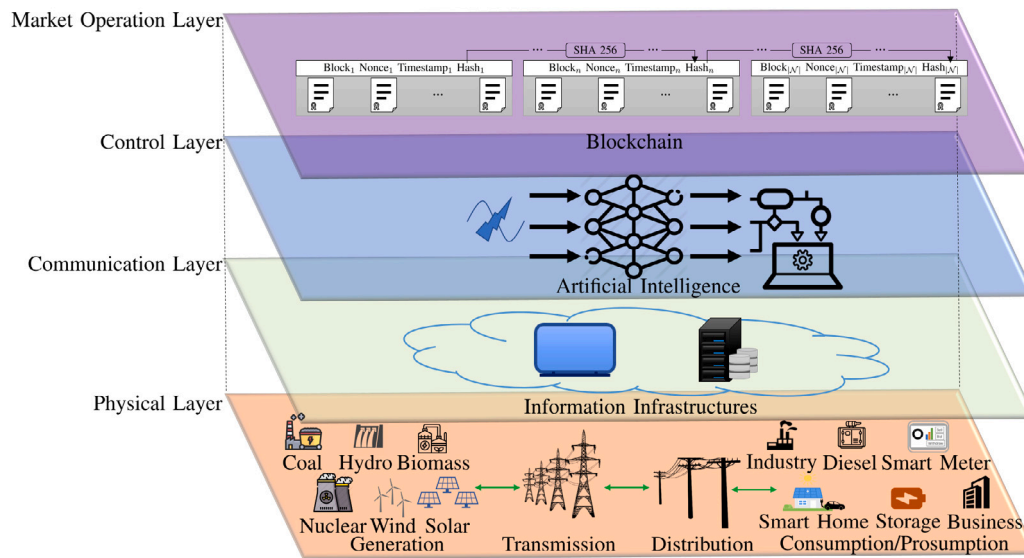 Market Operation Layer
... SHA 256 ... ... SHA 256 ...
Block₁ Nonce₁ Timestamp₁ Hash₁
Blockₙ Nonceₙ Timestampₙ Hashₙ
Block|𝒩| Nonce|𝒩| Timestamp|𝒩| Hash|𝒩|
... ... ...
Control Layer
Blockchain
Communication Layer
Artificial Intelligence
Physical Layer
Information Infrastructures
Coal Hydro Biomass
Industry Diesel Smart Meter
Nuclear Wind Solar
Smart Home Storage Business
Generation Transmission Distribution Consumption/Prosumption